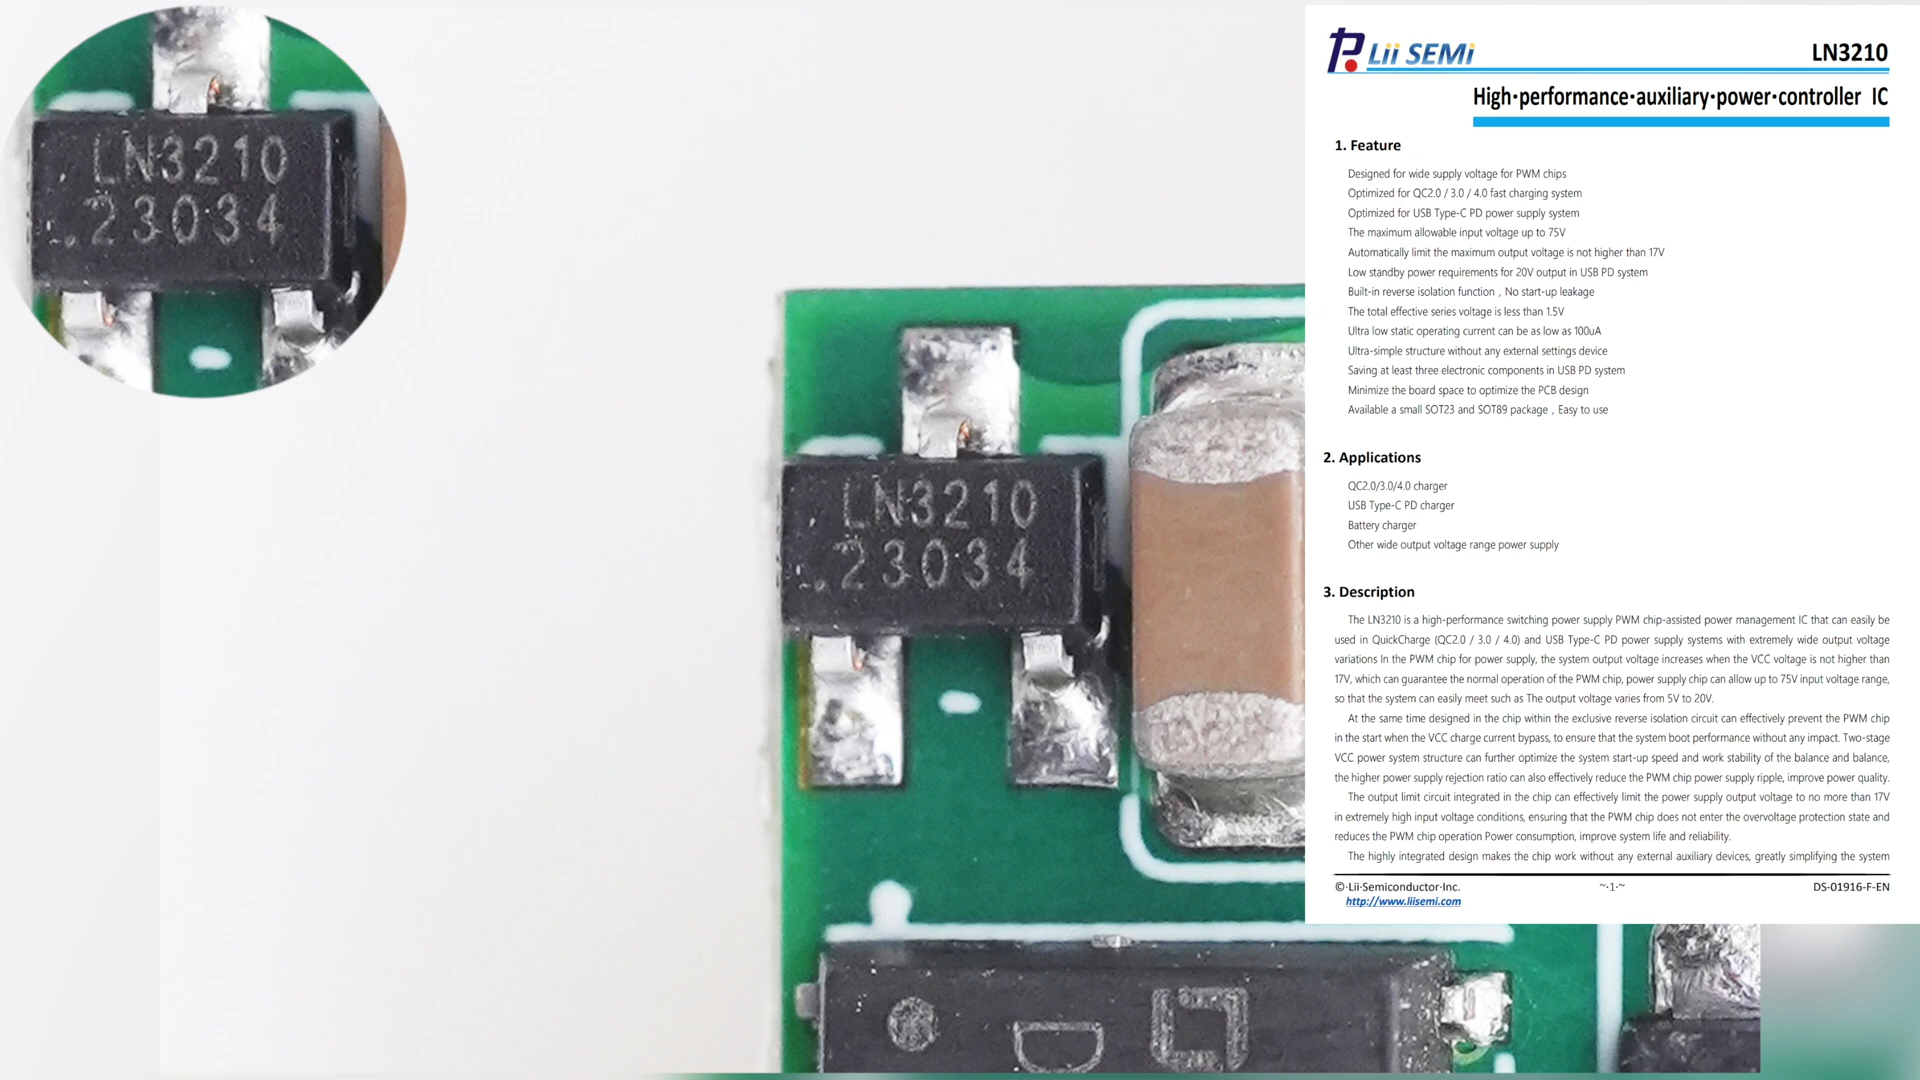 LN3210
.23034
LN3210
.23034
Lii SEMi
LN3210
High·performance·auxiliary·power·controller IC
1. Feature
Designed for wide supply voltage for PWM chips
Optimized for QC2.0 / 3.0 / 4.0 fast charging system
Optimized for USB Type-C PD power supply system
The maximum allowable input voltage up to 75V
Automatically limit the maximum output voltage is not higher than 17V
Low standby power requirements for 20V output in USB PD system
Built-in reverse isolation function , No start-up leakage
The total effective series voltage is less than 1.5V
Ultra low static operating current can be as low as 100uA
Ultra-simple structure without any external settings device
Saving at least three electronic components in USB PD system
Minimize the board space to optimize the PCB design
Available a small SOT23 and SOT89 package , Easy to use
2. Applications
QC2.0/3.0/4.0 charger
USB Type-C PD charger
Battery charger
Other wide output voltage range power supply
3. Description
The LN3210 is a high-performance switching power supply PWM chip-assisted power management IC that can easily be
used in QuickCharge (QC2.0 / 3.0 / 4.0) and USB Type-C PD power supply systems with extremely wide output voltage
variations In the PWM chip for power supply, the system output voltage increases when the VCC voltage is not higher than
17V, which can guarantee the normal operation of the PWM chip, power supply chip can allow up to 75V input voltage range,
so that the system can easily meet such as The output voltage varies from 5V to 20V.
At the same time designed in the chip within the exclusive reverse isolation circuit can effectively prevent the PWM chip
in the start when the VCC charge current bypass, to ensure that the system boot performance without any impact. Two-stage
VCC power system structure can further optimize the system start-up speed and work stability of the balance and balance,
the higher power supply rejection ratio can also effectively reduce the PWM chip power supply ripple, improve power quality.
The output limit circuit integrated in the chip can effectively limit the power supply output voltage to no more than 17V
in extremely high input voltage conditions, ensuring that the PWM chip does not enter the overvoltage protection state and
reduces the PWM chip operation Power consumption, improve system life and reliability.
The highly integrated design makes the chip work without any external auxiliary devices, greatly simplifying the system
©·Lii·Semiconductor·Inc.
~·1·~
DS-01916-F-EN
http://www.liisemi.com